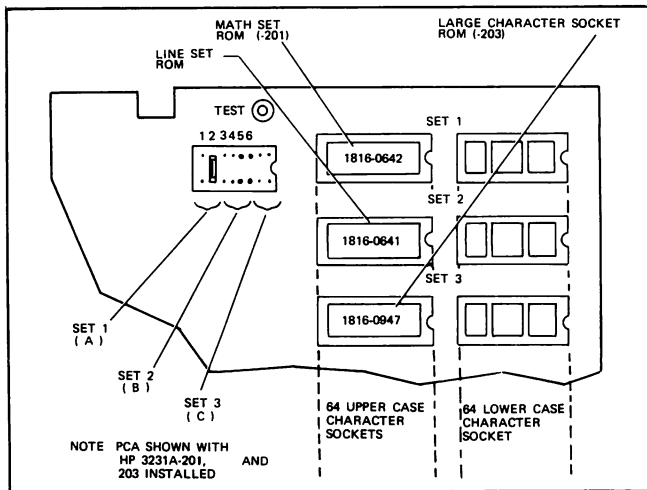 MATH SET
ROM (-201)
LARGE CHARACTER SOCKET
ROM (-203)
LINE SET
ROM
TEST
SET 1
1 2 3 4 5 6
1816-0642
SET 2
1816-0641
SET 3
1816-0947
SET 1
( A )
SET 2
( B )
SET 3
( C )
64 UPPER CASE
CHARACTER
SOCKETS
64 LOWER CASE
CHARACTER
SOCKET
NOTE PCA SHOWN WITH
HP 3231A-201, AND
203 INSTALLED